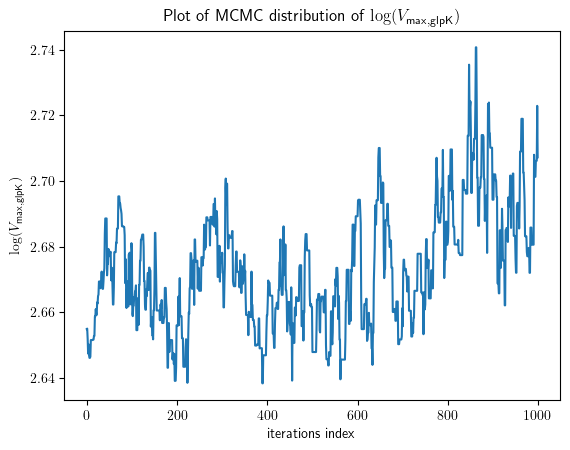 Plot of MCMC distribution of log(V_max,glpK)
2.74
2.72
2.70
2.68
2.66
2.64
log(V_max,glpK)
0 200 400 600 800 1000
iterations index